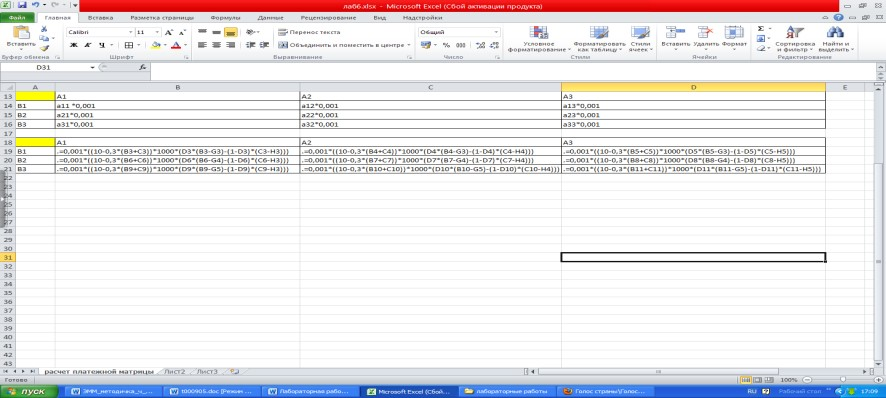 лаб6.xlsx - Microsoft Excel (Сбой активации продукта)
Файл Главная Вставка Разметка страницы Формулы Данные Рецензирование Вид Надстройки
Вставить
Calibri 11
Перенос текста
Объединить и поместить в центре
Общий
% 000
Условное форматирование
Форматировать как таблицу
Стили ячеек
Вставить Удалить Формат
Сортировка и фильтр
Найти и выделить
Буфер обмена Шрифт Выравнивание Число Стили Ячейки Редактирование
D31 fx
A B C D E F
13 A1 A2 A3
14 B1 a11 *0,001 a12*0,001 a13*0,001
15 B2 a21*0,001 a22*0,001 a23*0,001
16 B3 a31*0,001 a32*0,001 a33*0,001
17
18 A1 A2 A3
19 B1 .=0,001*((10-0,3*(B3+C3))*1000*(D3*(B3-G3)-(1-D3)*(C3-H3))) .=0,001*((10-0,3*(B4+C4))*1000*(D4*(B4-G3)-(1-D4)*(C4-H4))) .=0,001*((10-0,3*(B5+C5))*1000*(D5*(B5-G3)-(1-D5)*(C5-H5)))
20 B2 .=0,001*((10-0,3*(B6+C6))*1000*(D6*(B6-G4)-(1-D6)*(C6-H3))) .=0,001*((10-0,3*(B7+C7))*1000*(D7*(B7-G4)-(1-D7)*(C7-H4))) .=0,001*((10-0,3*(B8+C8))*1000*(D8*(B8-G4)-(1-D8)*(C8-H5)))
21 B3 .=0,001*((10-0,3*(B9+C9))*1000*(D9*(B9-G5)-(1-D9)*(C9-H3))) .=0,001*((10-0,3*(B10+C10))*1000*(D10*(B10-G5)-(1-D10)*(C10-H4))) .=0,001*((10-0,3*(B11+C11))*1000*(D11*(B11-G5)-(1-D11)*(C11-H5)))
22
23
24
25
26
27
28
29
30
31
32
33
34
35
36
37
38
39
40
41
42
43
расчет платежной матрицы Лист2 Лист3
Готово 100%
пуск ЭММ_методичка_ч_... t000905.doc [Режим ... Лабораторная рабо... Microsoft Excel (Сбой... лабораторные работы Голос страны\Голос... RU Рабочий стол 17:09